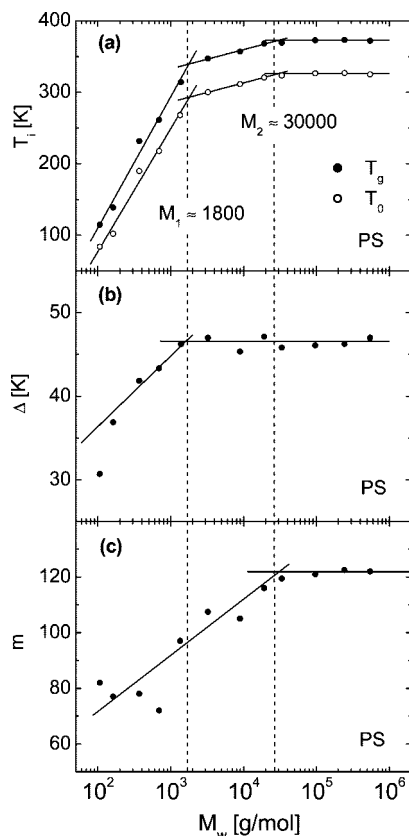 (a)
400
300
200
100
T_i [K]
M₂ ≈ 30000
M₁ ≈ 1800
T_g
T_0
PS
(b)
50
40
30
Δ [K]
PS
(c)
120
100
80
60
m
PS
10² 10³ 10⁴ 10⁵ 10⁶
M_w [g/mol]